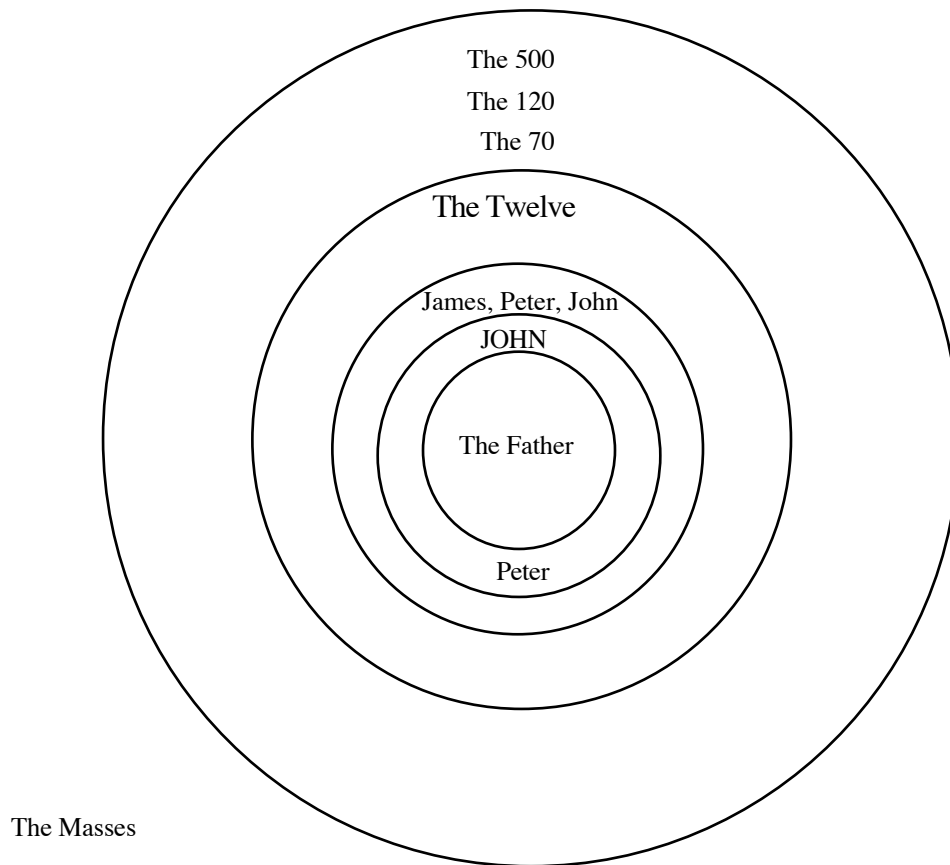 The 500
The 120
The 70
The Twelve
James, Peter, John
JOHN
The Father
Peter
The Masses